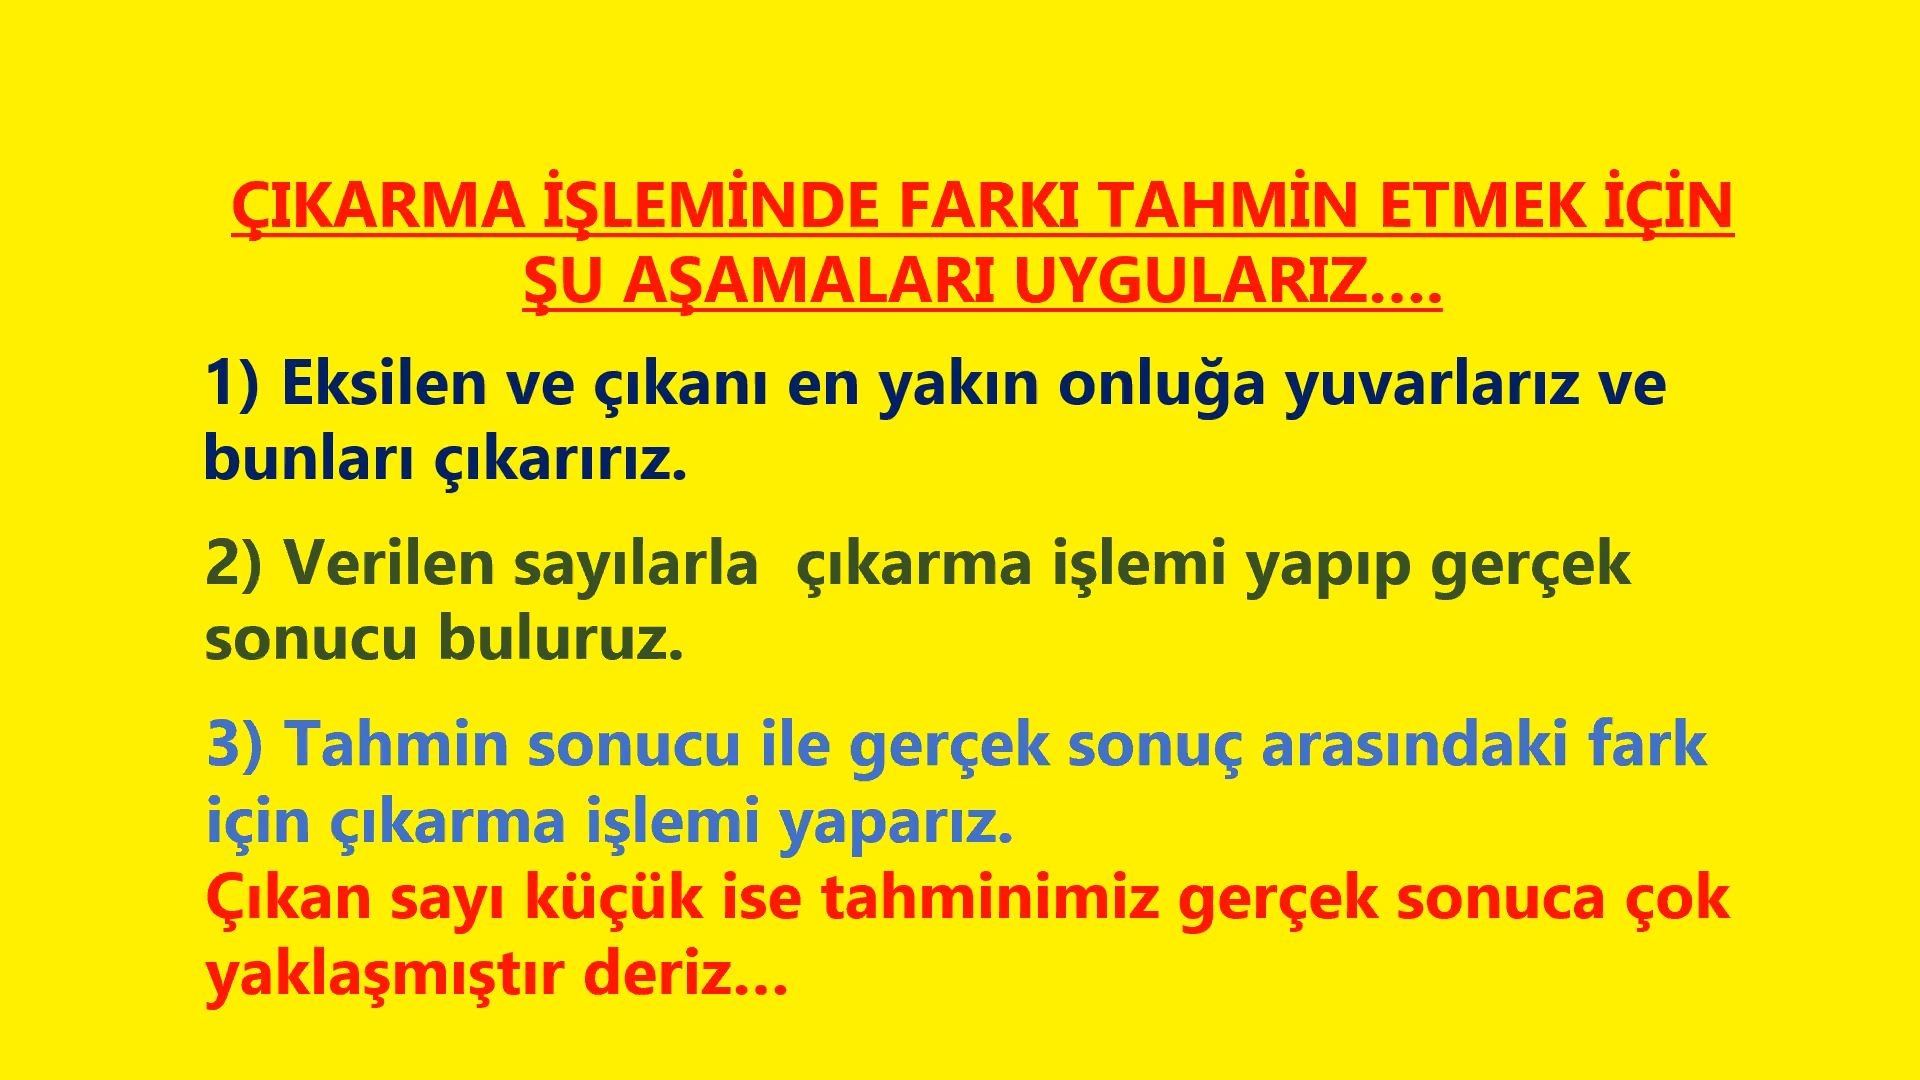 ÇIKARMA İŞLEMİNDE FARKI TAHMİN ETMEK İÇİN
ŞU AŞAMALARI UYGULARIZ....
1) Eksilen ve çıkanı en yakın onluğa yuvarlarız ve
bunları çıkarırız.
2) Verilen sayılarla  çıkarma işlemi yapıp gerçek
sonucu buluruz.
3) Tahmin sonucu ile gerçek sonuç arasındaki fark
için çıkarma işlemi yaparız.
Çıkan sayı küçük ise tahminimiz gerçek sonuca çok
yaklaşmıştır deriz...